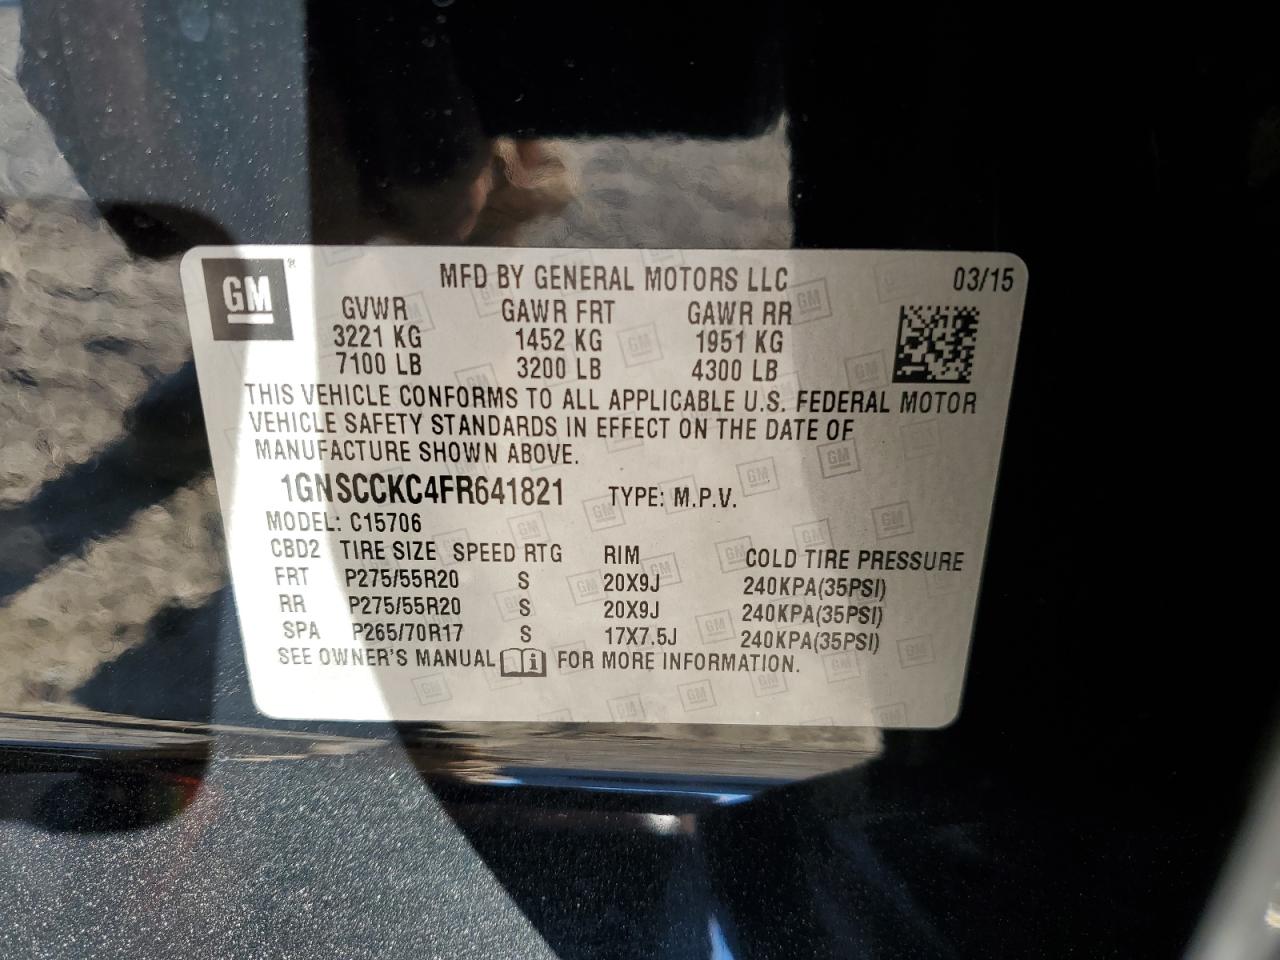 GM®
MFD BY GENERAL MOTORS LLC 03/15
GVWR GAWR FRT GAWR RR
3221 KG 1452 KG 1951 KG
7100 LB 3200 LB 4300 LB
THIS VEHICLE CONFORMS TO ALL APPLICABLE U.S. FEDERAL MOTOR
VEHICLE SAFETY STANDARDS IN EFFECT ON THE DATE OF
MANUFACTURE SHOWN ABOVE.
1GNSCCKC4FR641821 TYPE: M.P.V.
MODEL: C15706
CBD2 TIRE SIZE SPEED RTG RIM COLD TIRE PRESSURE
FRT P275/55R20 S 20X9J 240KPA(35PSI)
RR P275/55R20 S 20X9J 240KPA(35PSI)
SPA P265/70R17 S 17X7.5J 240KPA(35PSI)
SEE OWNER'S MANUAL i FOR MORE INFORMATION.